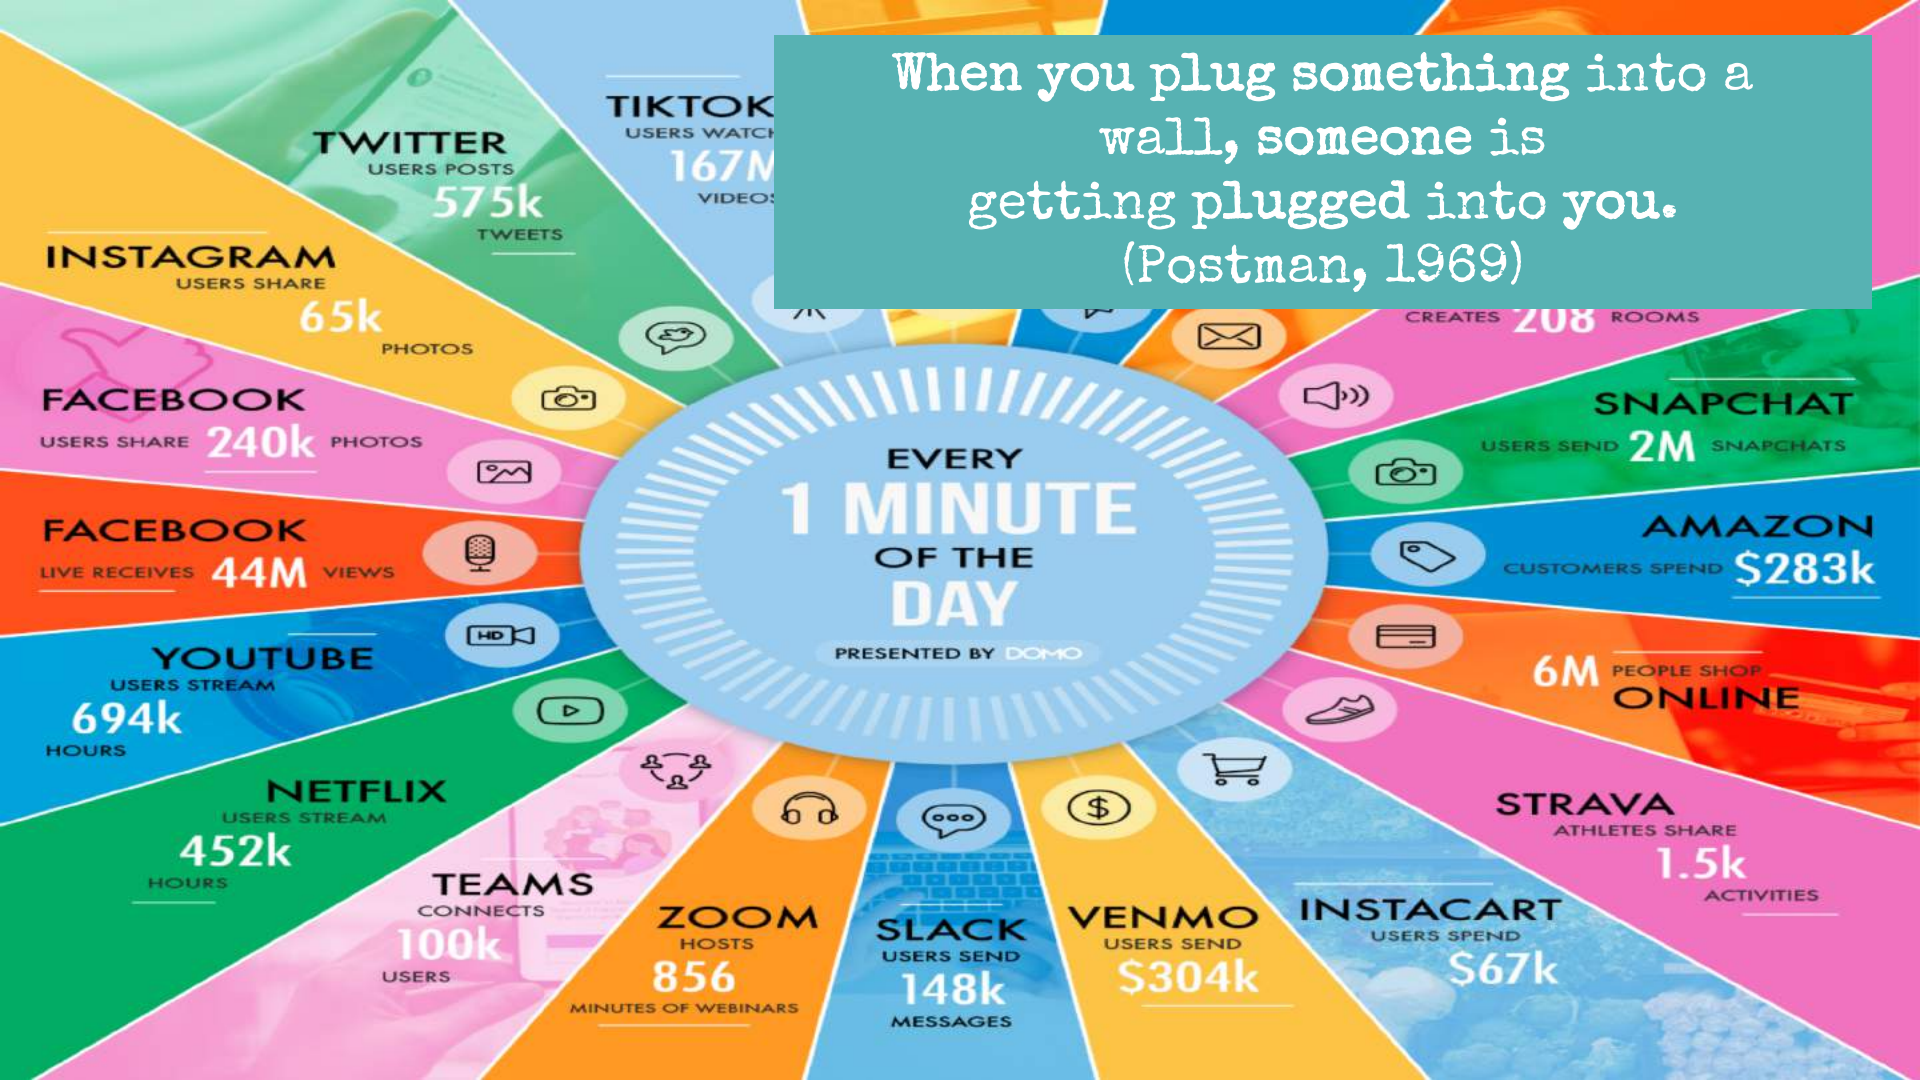 When you plug something into a
wall, someone is
getting plugged into you.
(Postman, 1969)
TIKTOK
USERS WATCH
167M
VIDEOS
TWITTER
USERS POSTS
575k
TWEETS
INSTAGRAM
USERS SHARE
65k
PHOTOS
FACEBOOK
USERS SHARE 240k PHOTOS
FACEBOOK
LIVE RECEIVES 44M VIEWS
YOUTUBE
USERS STREAM
694k
HOURS
NETFLIX
USERS STREAM
452k
HOURS
TEAMS
CONNECTS
100k
USERS
ZOOM
HOSTS
856
MINUTES OF WEBINARS
SLACK
USERS SEND
148k
MESSAGES
VENMO
USERS SEND
$304k
INSTACART
USERS SPEND
$67k
STRAVA
ATHLETES SHARE
1.5k
ACTIVITIES
6M PEOPLE SHOP
ONLINE
AMAZON
CUSTOMERS SPEND $283k
SNAPCHAT
USERS SEND 2M SNAPCHATS
CREATES 208 ROOMS
EVERY
1 MINUTE
OF THE
DAY
PRESENTED BY DOMO
HD